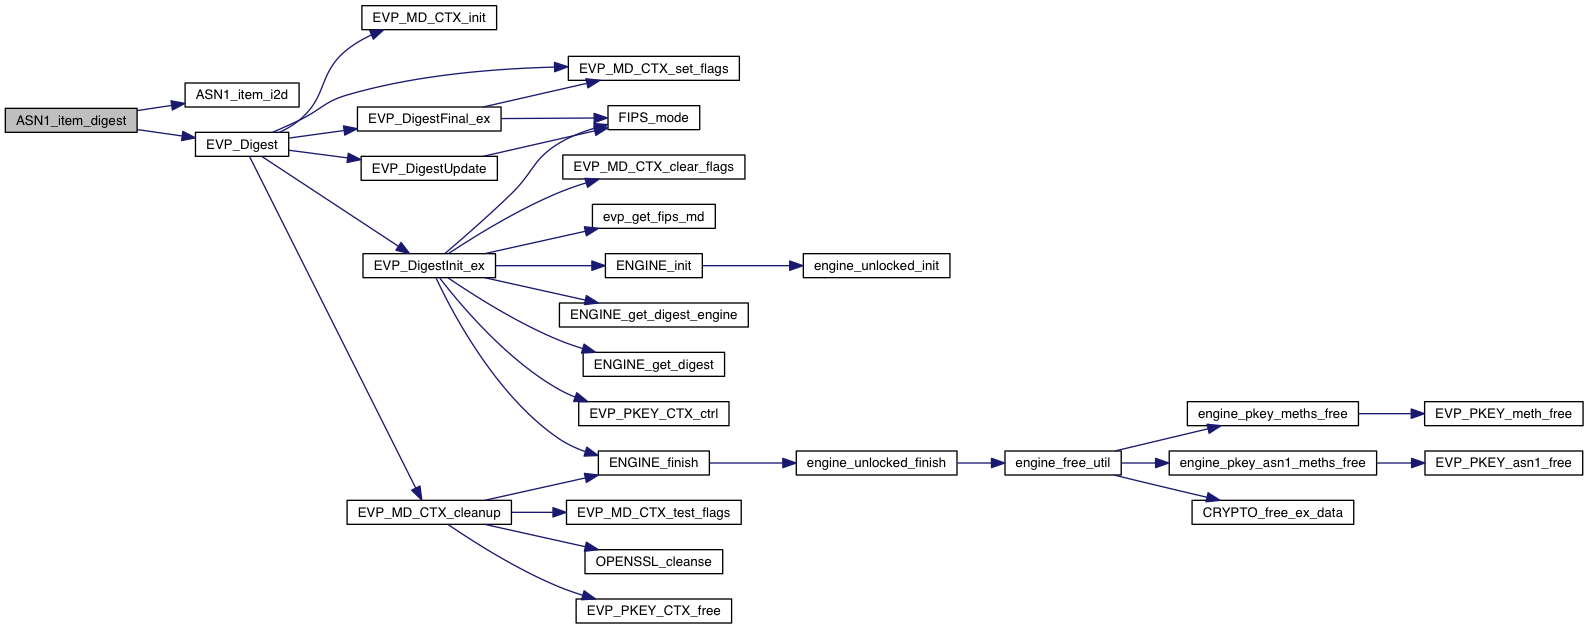 EVP_MD_CTX_init
EVP_MD_CTX_set_flags
ASN1_item_i2d
ASN1_item_digest
EVP_DigestFinal_ex
FIPS_mode
EVP_Digest
EVP_DigestUpdate
EVP_MD_CTX_clear_flags
evp_get_fips_md
EVP_DigestInit_ex
ENGINE_init
engine_unlocked_init
ENGINE_get_digest_engine
ENGINE_get_digest
EVP_PKEY_CTX_ctrl
engine_pkey_meths_free
EVP_PKEY_meth_free
ENGINE_finish
engine_unlocked_finish
engine_free_util
engine_pkey_asn1_meths_free
EVP_PKEY_asn1_free
EVP_MD_CTX_cleanup
EVP_MD_CTX_test_flags
CRYPTO_free_ex_data
OPENSSL_cleanse
EVP_PKEY_CTX_free